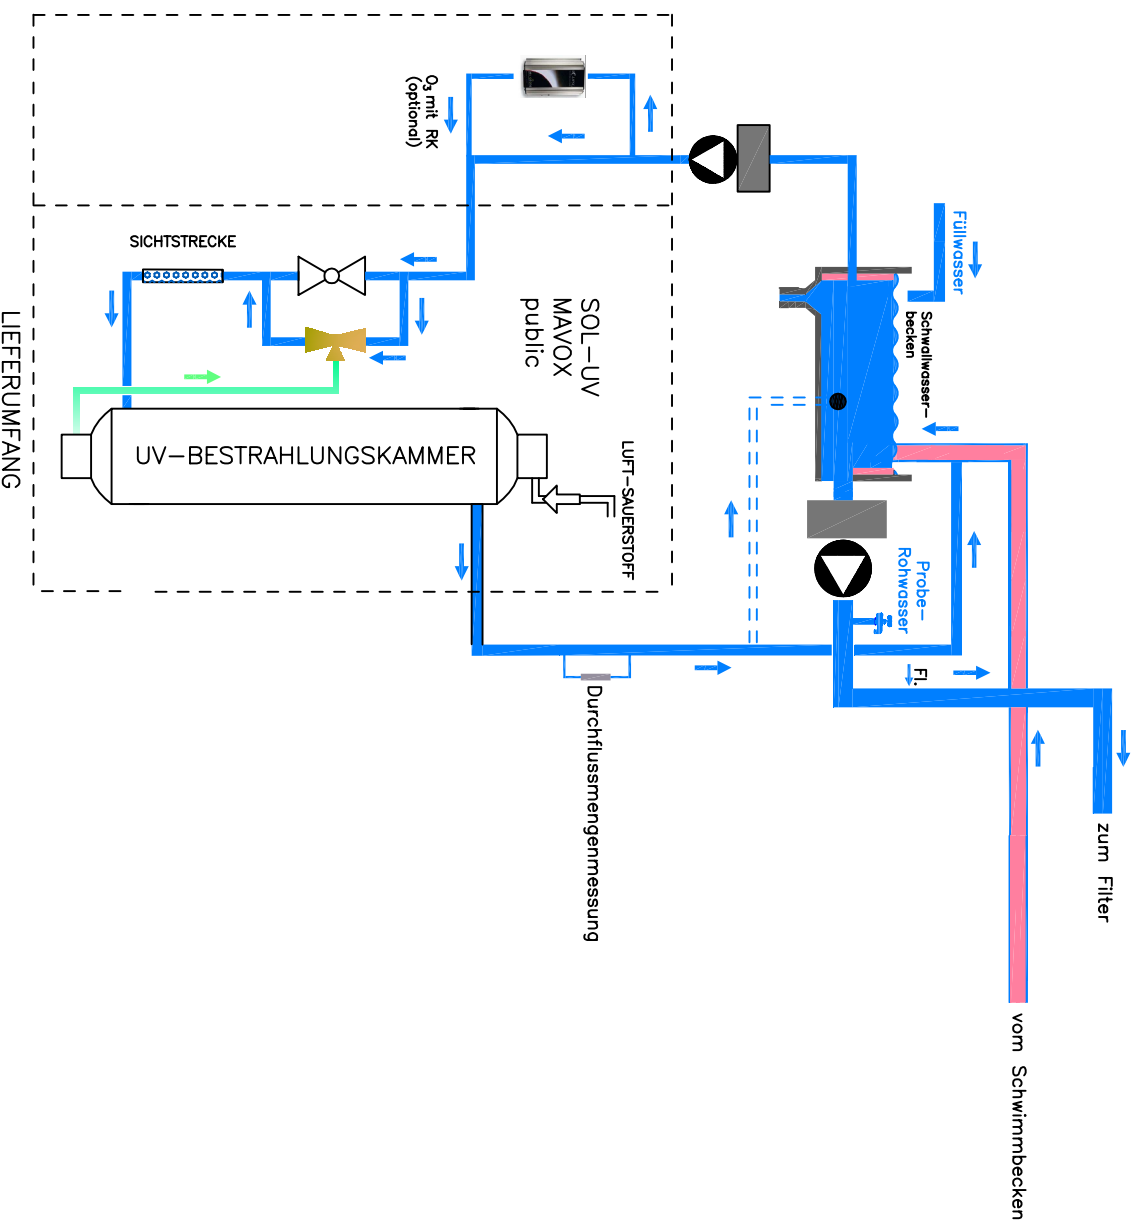 O₃ mit RK
(optional)
Füllwasser
SICHTSTRECKE
SOL-UV
MAVOX
public
Schwallwasser-
becken
LIEFERUMFANG
UV-BESTRAHLUNGSKAMMER
LUFT-SAUERSTOFF
Probe-
Rohwasser
Fl.
Durchflussmengenmessung
zum Filter
vom Schwimmbecken